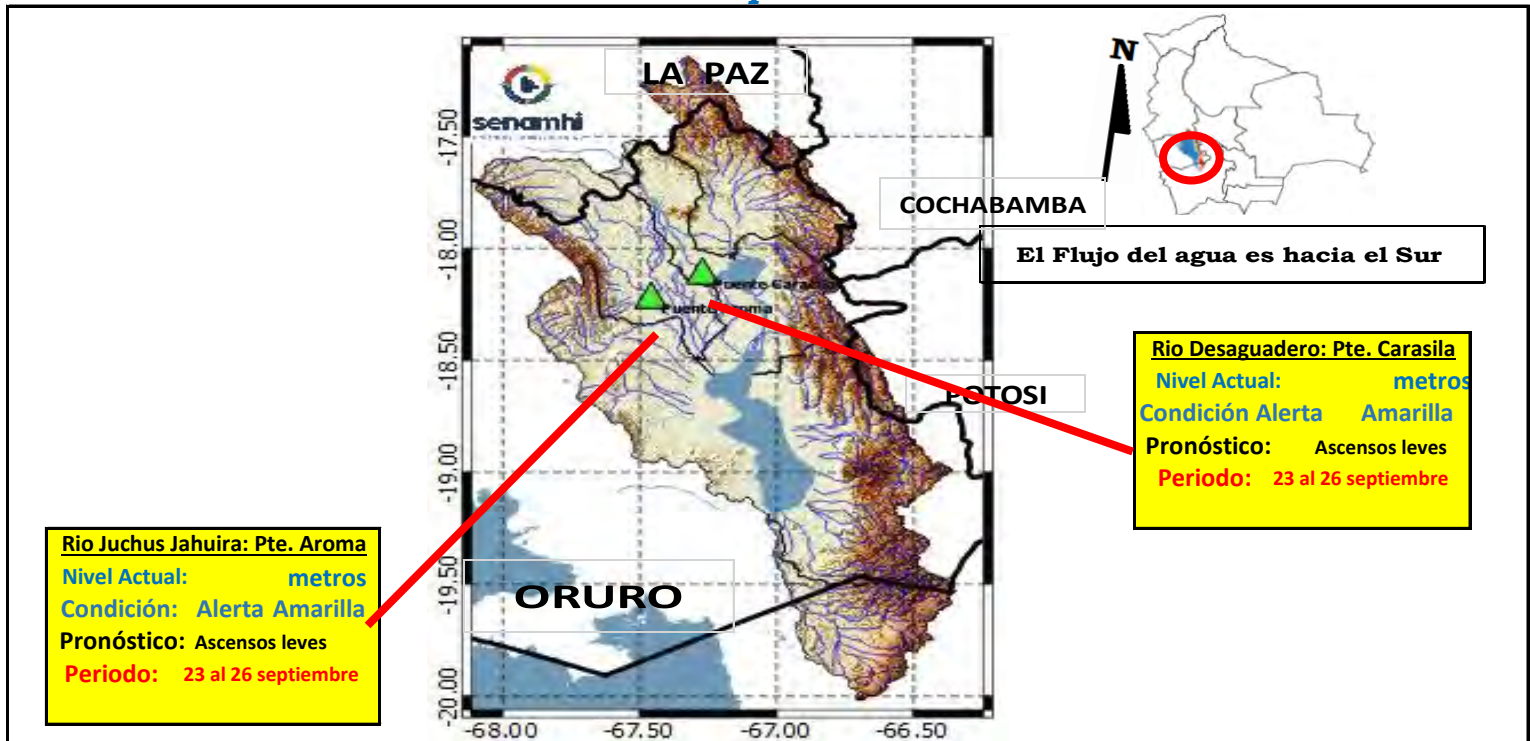 LA PAZ
senamhi
N
COCHABAMBA
El Flujo del agua es hacia el Sur
POTOSI
ORURO
Puente
Puente
Rio Desaguadero: Pte. Carasila
Nivel Actual: metros
Condición Alerta Amarilla
Pronóstico: Ascensos leves
Periodo: 23 al 26 septiembre
Rio Juchus Jahuira: Pte. Aroma
Nivel Actual: metros
Condición: Alerta Amarilla
Pronóstico: Ascensos leves
Periodo: 23 al 26 septiembre
-17.50
-18.00
-18.50
-19.00
-19.50
-20.00
-68.00 -67.50 -67.00 -66.50